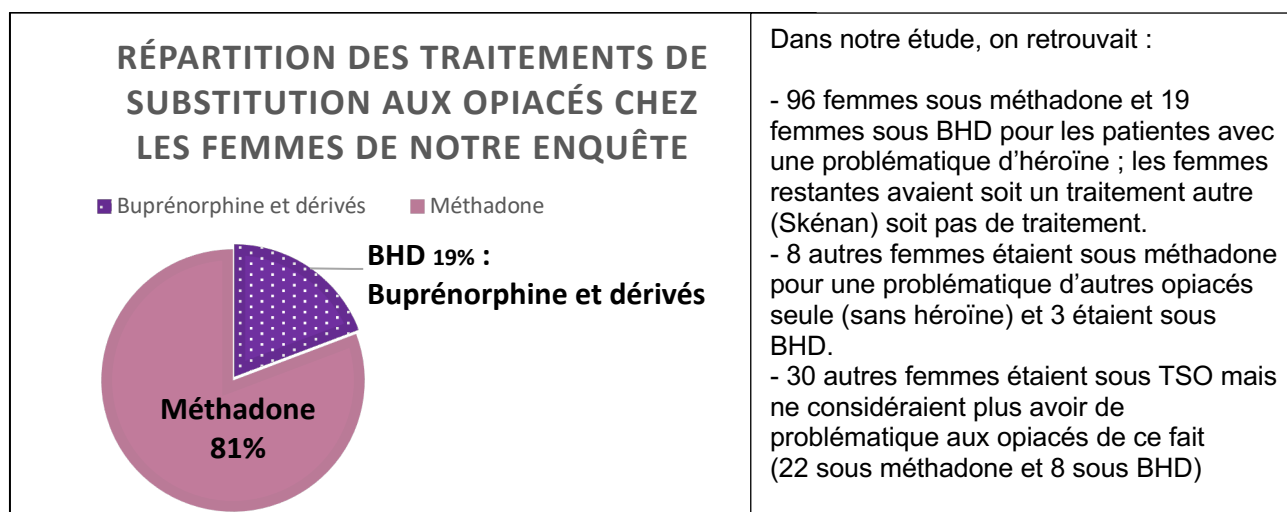 RÉPARTITION DES TRAITEMENTS DE
SUBSTITUTION AUX OPIACÉS CHEZ
LES FEMMES DE NOTRE ENQUÊTE
Buprénorphine et dérivés
Méthadone
BHD 19% :
Buprénorphine et dérivés
Méthadone
81%
Dans notre étude, on retrouvait :
- 96 femmes sous méthadone et 19
femmes sous BHD pour les patientes avec
une problématique d’héroïne ; les femmes
restantes avaient soit un traitement autre
(Skénan) soit pas de traitement.
- 8 autres femmes étaient sous méthadone
pour une problématique d’autres opiacés
seule (sans héroïne) et 3 étaient sous
BHD.
- 30 autres femmes étaient sous TSO mais
ne considéraient plus avoir de
problématique aux opiacés de ce fait
(22 sous méthadone et 8 sous BHD)